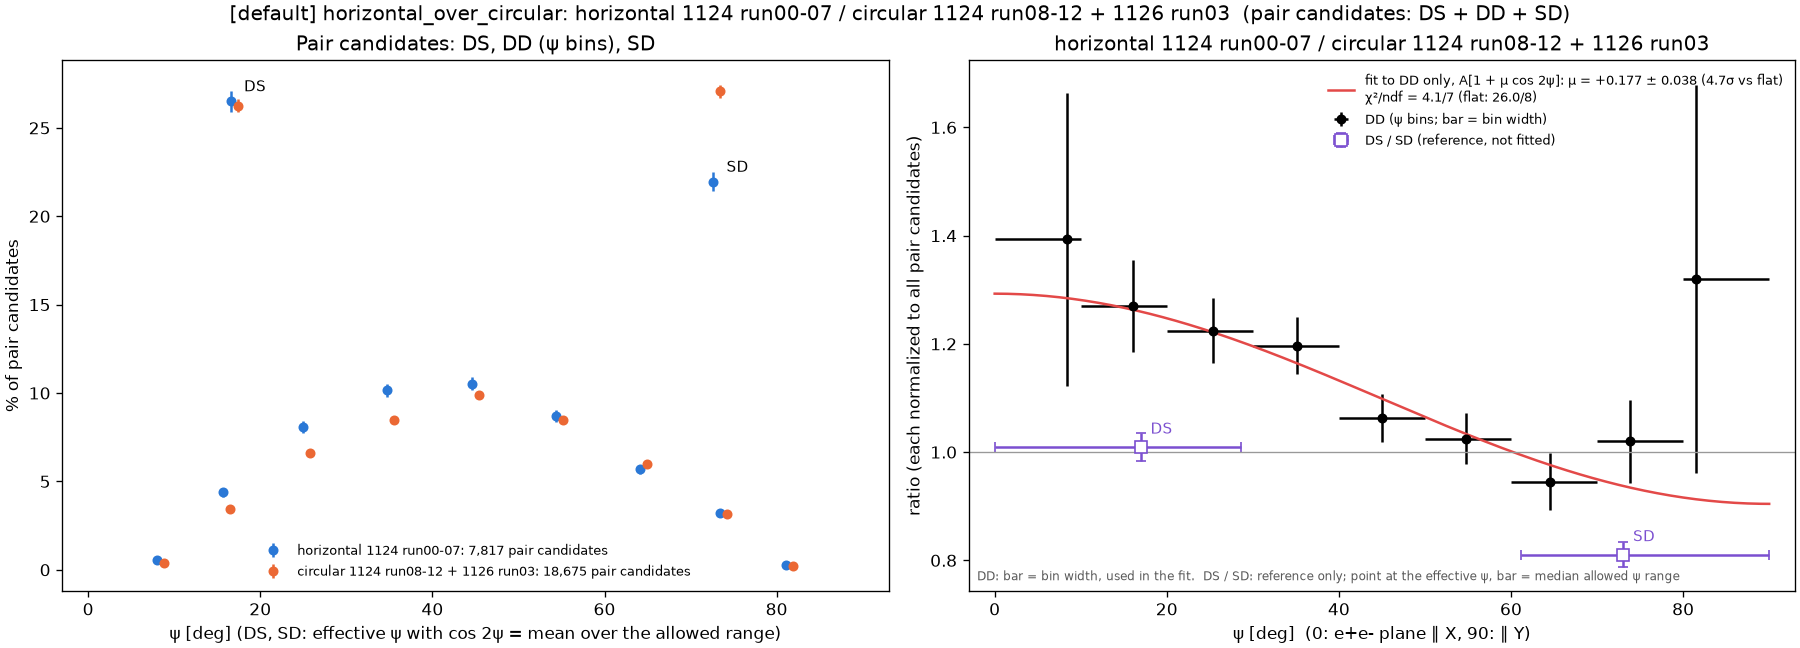 [default] horizontal_over_circular: horizontal 1124 run00-07 / circular 1124 run08-12 + 1126 run03  (pair candidates: DS + DD + SD)
Pair candidates: DS, DD (ψ bins), SD
% of pair candidates
25
20
15
10
5
0
DS
SD
horizontal 1124 run00-07: 7,817 pair candidates
circular 1124 run08-12 + 1126 run03: 18,675 pair candidates
0 20 40 60 80
ψ [deg] (DS, SD: effective ψ with cos 2ψ = mean over the allowed range)
horizontal 1124 run00-07 / circular 1124 run08-12 + 1126 run03
ratio (each normalized to all pair candidates)
1.6
1.4
1.2
1.0
0.8
fit to DD only, A[1 + μ cos 2ψ]: μ = +0.177 ± 0.038 (4.7σ vs flat)
χ²/ndf = 4.1/7 (flat: 26.0/8)
DD (ψ bins; bar = bin width)
DS / SD (reference, not fitted)
DS
SD
DD: bar = bin width, used in the fit.  DS / SD: reference only; point at the effective ψ, bar = median allowed ψ range
0 20 40 60 80
ψ [deg]  (0: e+e- plane ∥ X, 90: ∥ Y)